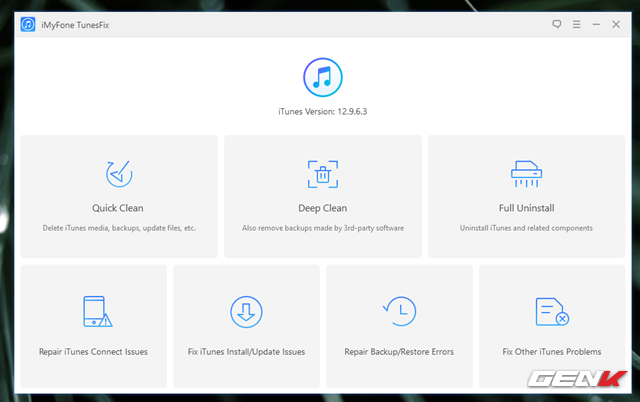 iMyFone TunesFix
iTunes Version: 12.9.6.3
Quick Clean
Delete iTunes media, backups, update files, etc.
Deep Clean
Also remove backups made by 3rd-party software
Full Uninstall
Uninstall iTunes and related components
Repair iTunes Connect Issues
Fix iTunes Install/Update Issues
Repair Backup/Restore Errors
Fix Other iTunes Problems
GENK